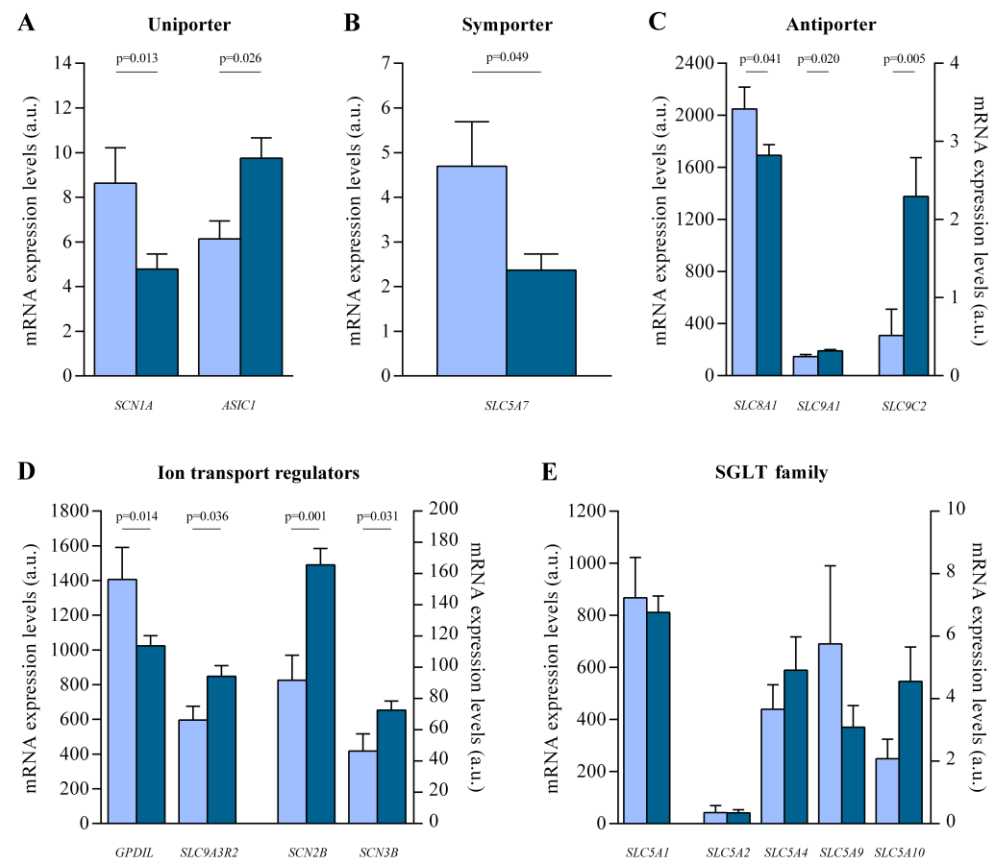 A Uniporter
p=0.013 p=0.026
mRNA expression levels (a.u.)
14
12
10
8
6
4
2
0
SCN1A ASIC1
B Symporter
p=0.049
mRNA expression levels (a.u.)
7
6
5
4
3
2
1
0
SLC5A7
C Antiporter
p=0.041 p=0.020 p=0.005
mRNA expression levels (a.u.)
2400
2000
1600
1200
800
400
0
4
3
2
1
0
mRNA expression levels (a.u.)
SLC8A1 SLC9A1 SLC9C2
D Ion transport regulators
p=0.014 p=0.036 p=0.001 p=0.031
mRNA expression levels (a.u.)
1800
1600
1400
1200
1000
800
600
400
200
0
200
180
160
140
120
100
80
60
40
20
0
mRNA expression levels (a.u.)
GPDIL SLC9A3R2 SCN2B SCN3B
E SGLT family
mRNA expression levels (a.u.)
1200
1000
800
600
400
200
0
10
8
6
4
2
0
mRNA expression levels (a.u.)
SLC5A1 SLC5A2 SLC5A4 SLC5A9 SLC5A10